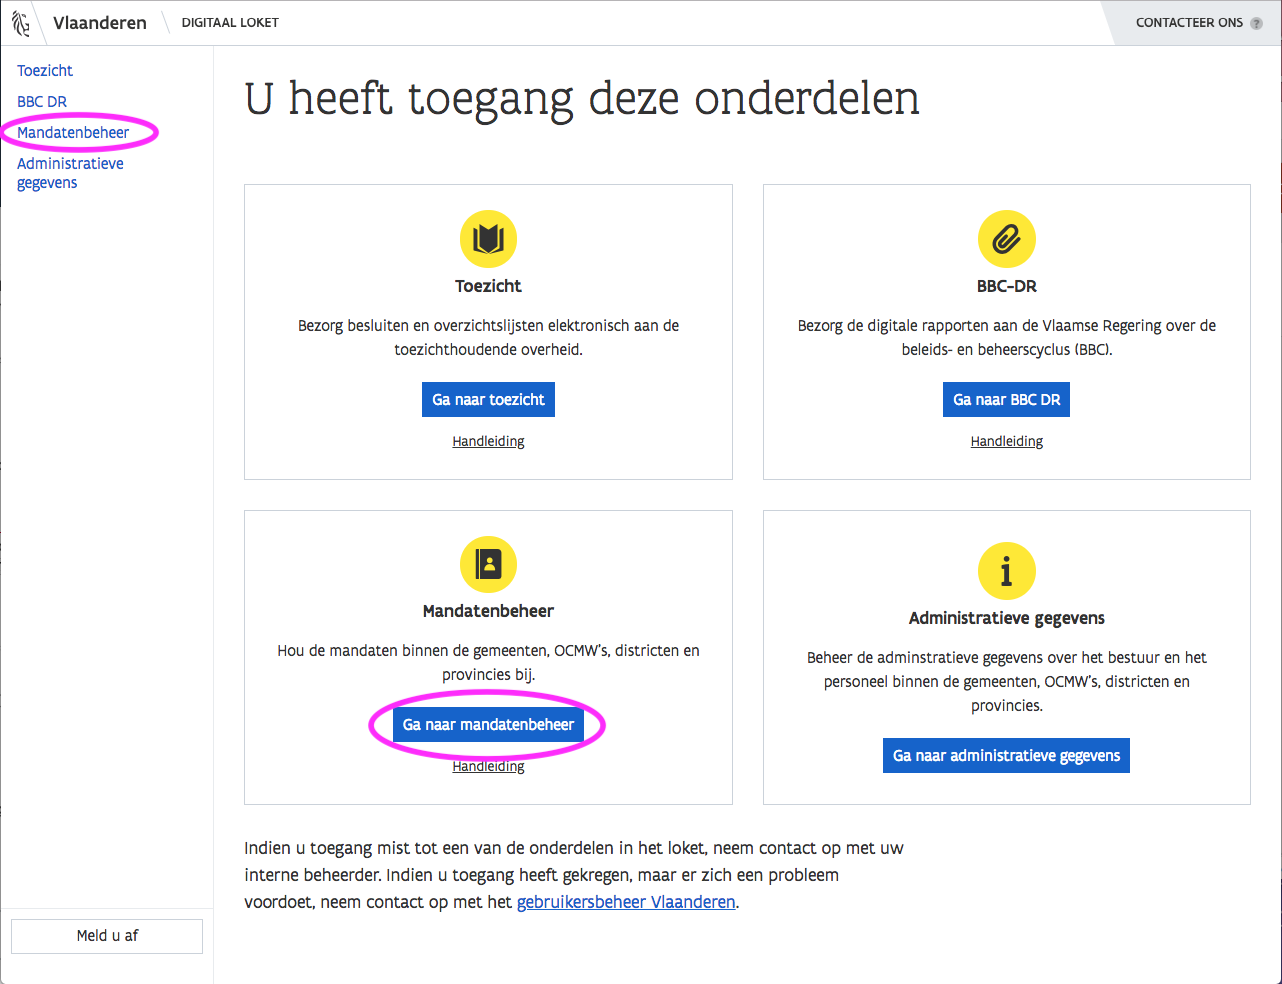 Vlaanderen
DIGITAAL LOKET
CONTACTEER ONS ?
Toezicht
BBC DR
Mandatenbeheer
Administratieve
gegevens
U heeft toegang deze onderdelen
Toezicht
Bezorg besluiten en overzichtslijsten elektronisch aan de
toezichthoudende overheid.
Ga naar toezicht
Handleiding
BBC-DR
Bezorg de digitale rapporten aan de Vlaamse Regering over de
beleids- en beheerscyclus (BBC).
Ga naar BBC DR
Handleiding
Mandatenbeheer
Hou de mandaten binnen de gemeenten, OCMW's, districten en
provincies bij.
Ga naar mandatenbeheer
Handleiding
Administratieve gegevens
Beheer de adminstratieve gegevens over het bestuur en het
personeel binnen de gemeenten, OCMW's, districten en
provincies.
Ga naar administratieve gegevens
Indien u toegang mist tot een van de onderdelen in het loket, neem contact op met uw
interne beheerder. Indien u toegang heeft gekregen, maar er zich een probleem
voordoet, neem contact op met het gebruikersbeheer Vlaanderen.
Meld u af